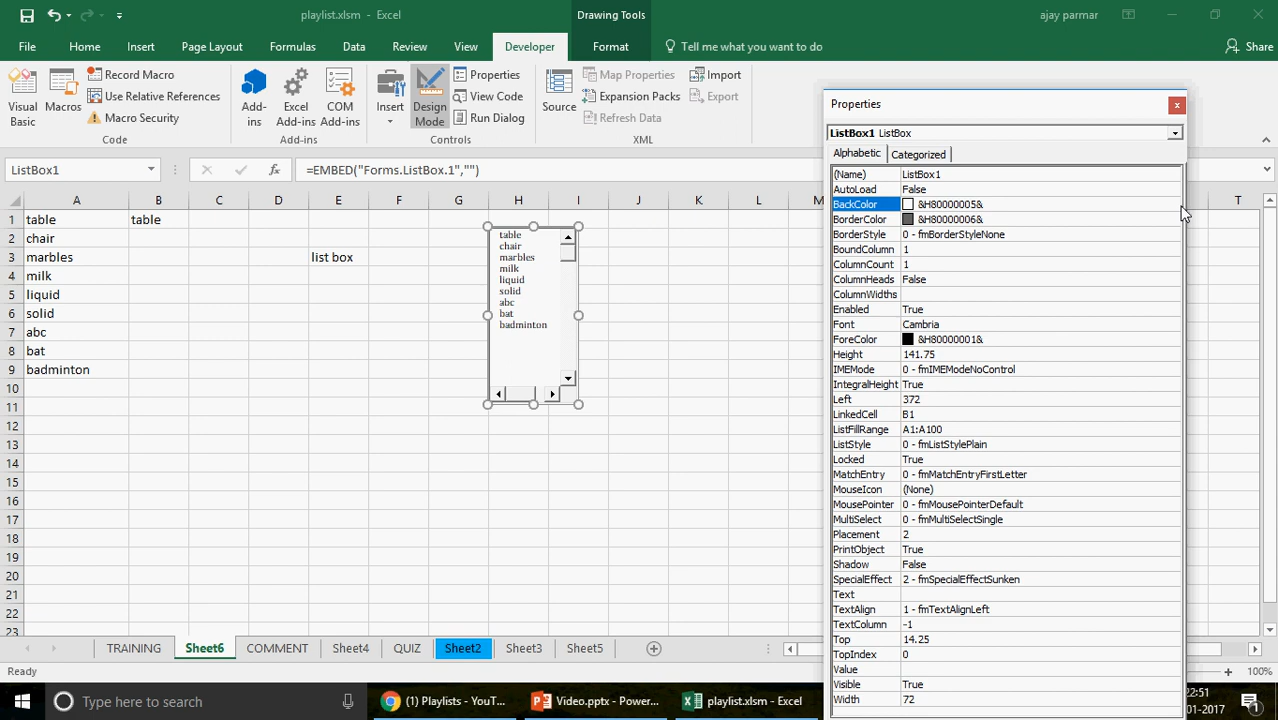 playlist.xlsm - Excel
Drawing Tools
ajay parmar
File Home Insert Page Layout Formulas Data Review View Developer Format Tell me what you want to do Share
Visual Basic
Macros
Record Macro
Use Relative References
Macro Security
Add-ins
Excel Add-ins
COM Add-ins
Add-ins
Insert
Design Mode
Properties
View Code
Run Dialog
Controls
Source
Map Properties
Expansion Packs
Refresh Data
Import
Export
XML
ListBox1
fx
=EMBED("Forms.ListBox.1","")
A B C D E F G H I J K L M T
1 table table
2 chair
3 marbles list box
4 milk
5 liquid
6 solid
7 abc
8 bat
9 badminton
10
11
12
13
14
15
16
17
18
19
20
21
22
23
table
chair
marbles
milk
liquid
solid
abc
bat
badminton
Properties
ListBox1 ListBox
Alphabetic Categorized
(Name) ListBox1
AutoLoad False
BackColor &H80000005&
BorderColor &H80000006&
BorderStyle 0 - fmBorderStyleNone
BoundColumn 1
ColumnCount 1
ColumnHeads False
ColumnWidths
Enabled True
Font Cambria
ForeColor &H80000001&
Height 141.75
IMEMode 0 - fmIMEModeNoControl
IntegralHeight True
Left 372
LinkedCell B1
ListFillRange A1:A100
ListStyle 0 - fmListStylePlain
Locked True
MatchEntry 0 - fmMatchEntryFirstLetter
MouseIcon (None)
MousePointer 0 - fmMousePointerDefault
MultiSelect 0 - fmMultiSelectSingle
Placement 2
PrintObject True
Shadow False
SpecialEffect 2 - fmSpecialEffectSunken
Text
TextAlign 1 - fmTextAlignLeft
TextColumn -1
Top 14.25
TopIndex 0
Value
Visible True
Width 72
TRAINING Sheet6 COMMENT Sheet4 QUIZ Sheet2 Sheet3 Sheet5
Ready
100%
Type here to search
Playlists - YouT...
Video.pptx - Power...
playlist.xlsm - Excel
22:51
01-2017